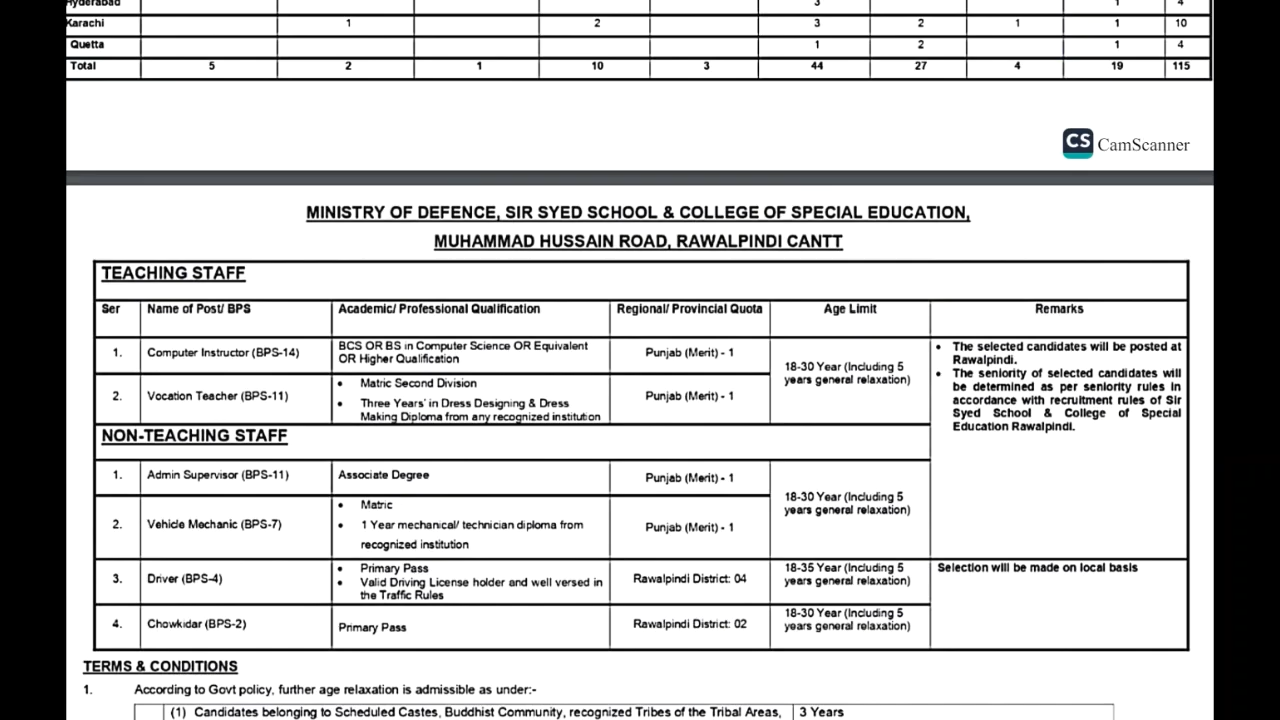 Hyderabad 3 1 4
Karachi 1 2 3 2 1 1 10
Quetta 1 2 1 4
Total 5 2 1 10 3 44 27 4 19 115
CS CamScanner
MINISTRY OF DEFENCE, SIR SYED SCHOOL & COLLEGE OF SPECIAL EDUCATION,
MUHAMMAD HUSSAIN ROAD, RAWALPINDI CANTT
TEACHING STAFF
Ser Name of Post/ BPS Academic/ Professional Qualification Regional/ Provincial Quota Age Limit Remarks
1. Computer Instructor (BPS-14)
BCS OR BS in Computer Science OR Equivalent
OR Higher Qualification
Punjab (Merit) - 1
18-30 Year (Including 5
years general relaxation)
• The selected candidates will be posted at
Rawalpindi.
• The seniority of selected candidates will
be determined as per seniority rules in
accordance with recruitment rules of Sir
Syed School & College of Special
Education Rawalpindi.
2. Vocation Teacher (BPS-11)
• Matric Second Division
• Three Years' in Dress Designing & Dress
Making Diploma from any recognized institution
Punjab (Merit) - 1
NON-TEACHING STAFF
1. Admin Supervisor (BPS-11) Associate Degree Punjab (Merit) - 1
18-30 Year (Including 5
years general relaxation)
2. Vehicle Mechanic (BPS-7)
• Matric
• 1 Year mechanical/ technician diploma from
recognized institution
Punjab (Merit) - 1
3. Driver (BPS-4)
• Primary Pass
• Valid Driving License holder and well versed in
the Traffic Rules
Rawalpindi District: 04
18-35 Year (Including 5
years general relaxation)
Selection will be made on local basis
4. Chowkidar (BPS-2) Primary Pass Rawalpindi District: 02
18-30 Year (Including 5
years general relaxation)
TERMS & CONDITIONS
1. According to Govt policy, further age relaxation is admissible as under:-
(1) Candidates belonging to Scheduled Castes, Buddhist Community, recognized Tribes of the Tribal Areas, 3 Years